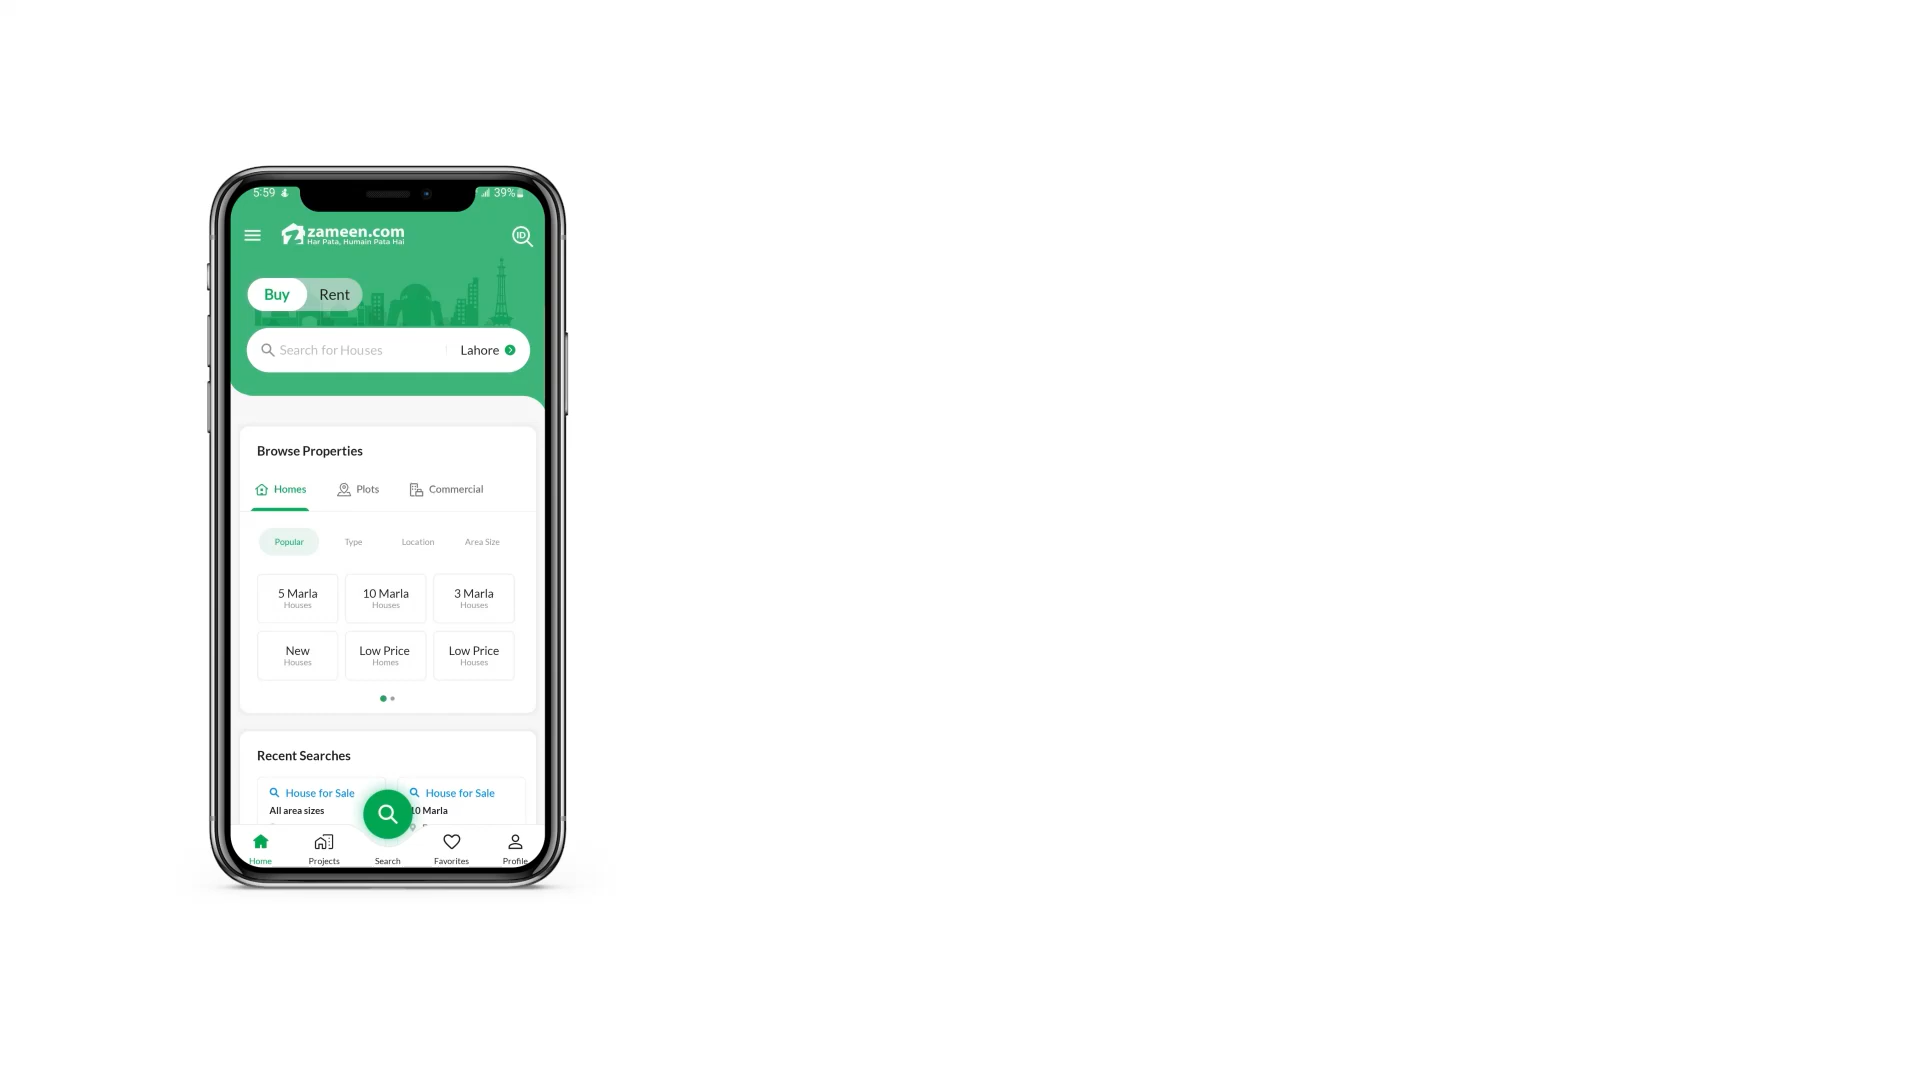 5:59
39%
zameen.com
Har Pata, Humain Pata Hai
ID
Buy Rent
Search for Houses Lahore
Browse Properties
Homes Plots Commercial
Popular Type Location Area Size
5 Marla 10 Marla 3 Marla
Houses Houses Houses
New Low Price Low Price
Houses Homes Houses
Recent Searches
House for Sale House for Sale
All area sizes 10 Marla
Home Projects Search Favorites Profile